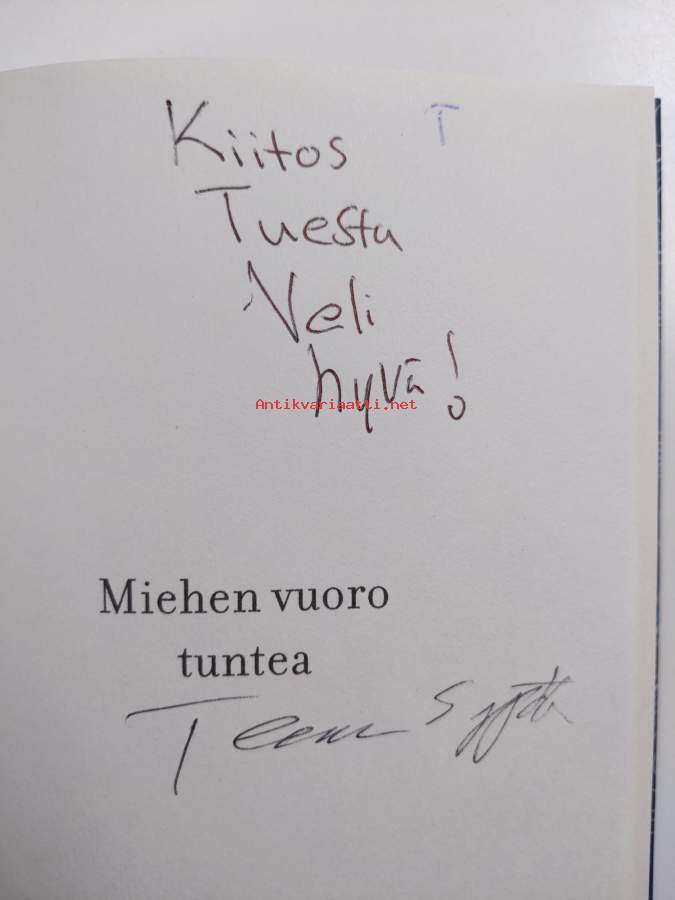 Kiitos T
Tuesta
Veli
hyvä!
Antikvariaatti.net
Miehen vuoro
tuntea